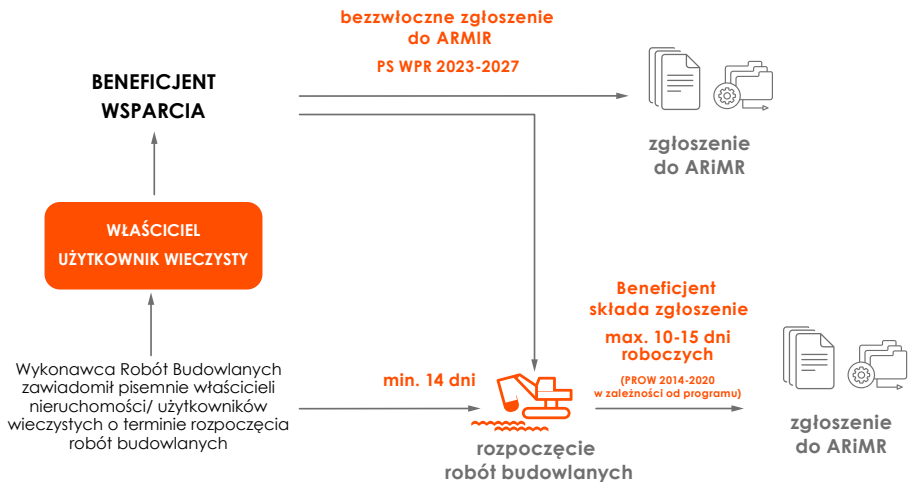 bezzwłoczne zgłoszenie
do ARMIR
PS WPR 2023-2027
BENEFICJENT
WSPARCIA
zgłoszenie
do ARiMR
WŁAŚCICIEL
UŻYTKOWNIK WIECZYSTY
Beneficjent
składa zgłoszenie
max. 10-15 dni
roboczych
(PROW 2014-2020
w zależności od programu)
Wykonawca Robót Budowlanych
zawiadomił pisemnie właścicieli
nieruchomości/ użytkowników
wieczystych o terminie rozpoczęcia
robót budowlanych
min. 14 dni
rozpoczęcie
robót budowlanych
zgłoszenie
do ARiMR